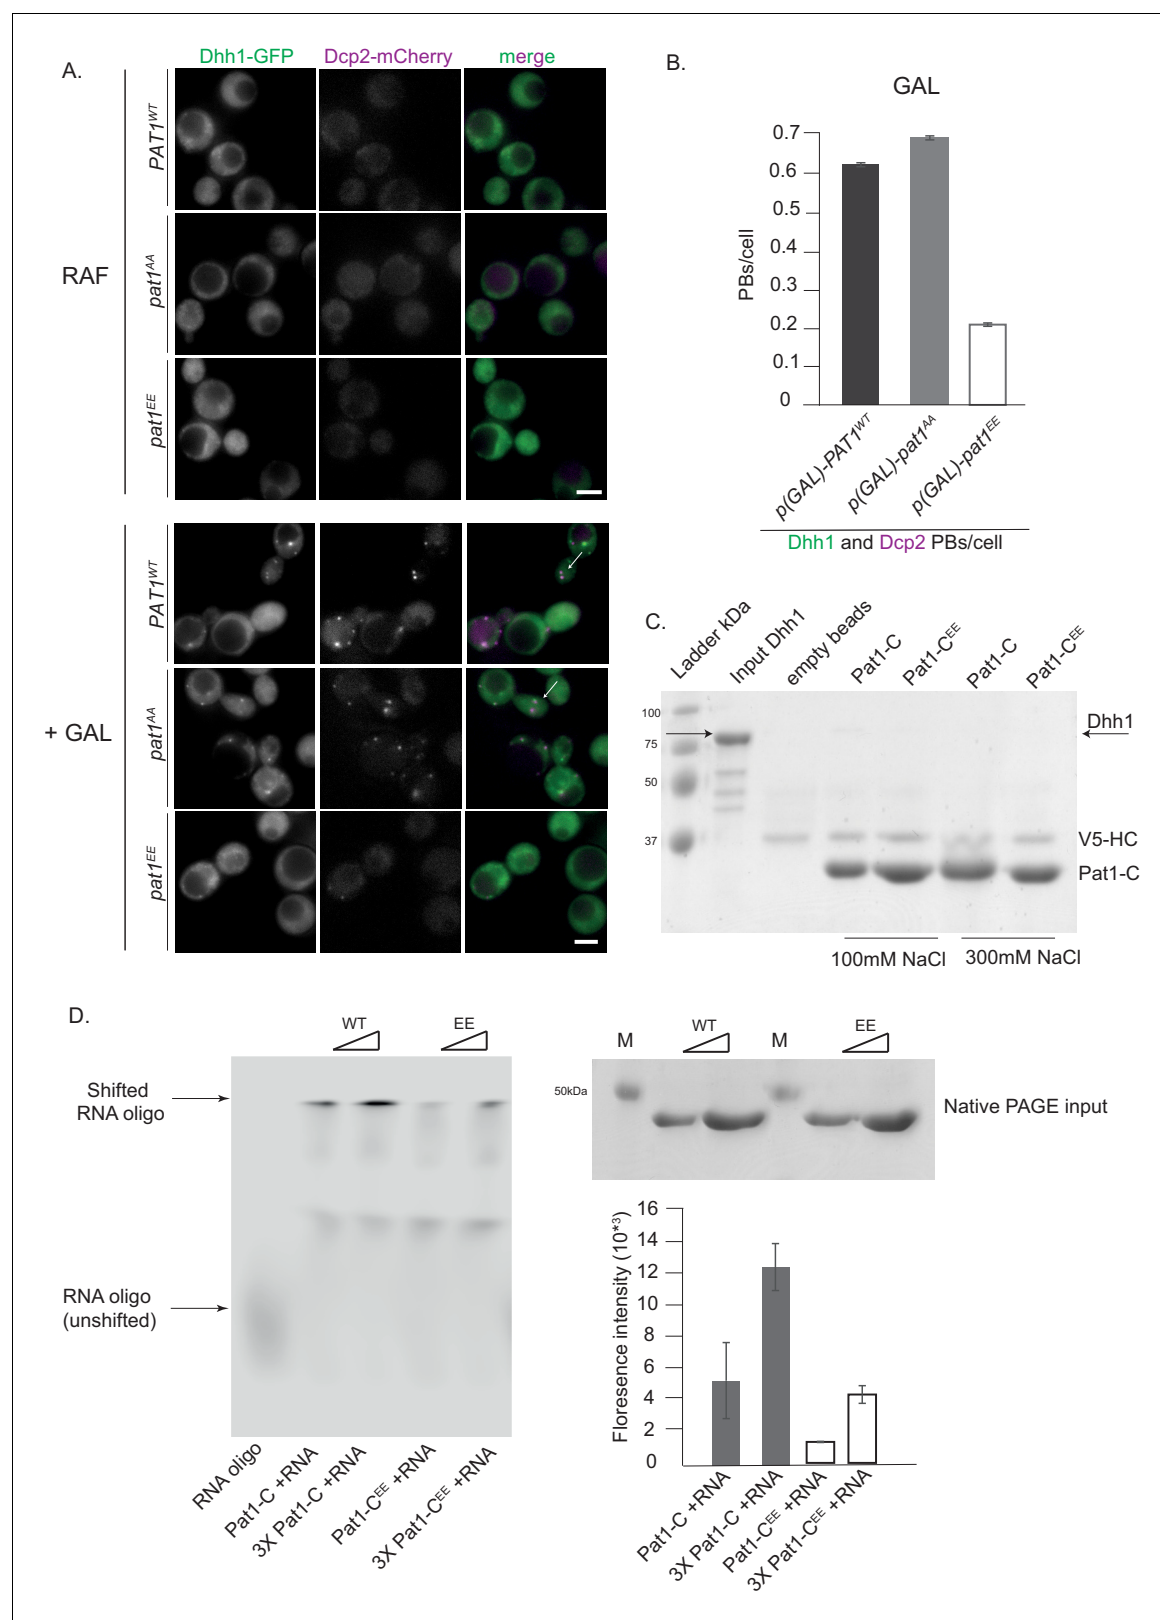 A.
Dhh1-GFP Dcp2-mCherry merge
RAF
PAT1WT
pat1AA
pat1EE
+ GAL
PAT1WT
pat1AA
pat1EE
B.
GAL
PBs/cell
0.7
0.6
0.5
0.4
0.3
0.2
0.1
0
p(GAL)-PAT1WT
p(GAL)-pat1AA
p(GAL)-pat1EE
Dhh1 and Dcp2 PBs/cell
C.
Ladder kDa
Input Dhh1
empty beads
Pat1-C
Pat1-CEE
Pat1-C
Pat1-CEE
100
75
50
37
Dhh1
V5-HC
Pat1-C
100mM NaCl 300mM NaCl
D.
WT EE
Shifted
RNA oligo
RNA oligo
(unshifted)
RNA oligo
Pat1-C +RNA
3X Pat1-C +RNA
Pat1-CEE +RNA
3X Pat1-CEE +RNA
M WT M EE
50kDa
Native PAGE input
Floresence intensity (10*3)
16
14
12
10
8
6
4
2
0
Pat1-C +RNA
3X Pat1-C +RNA
Pat1-CEE +RNA
3X Pat1-CEE +RNA